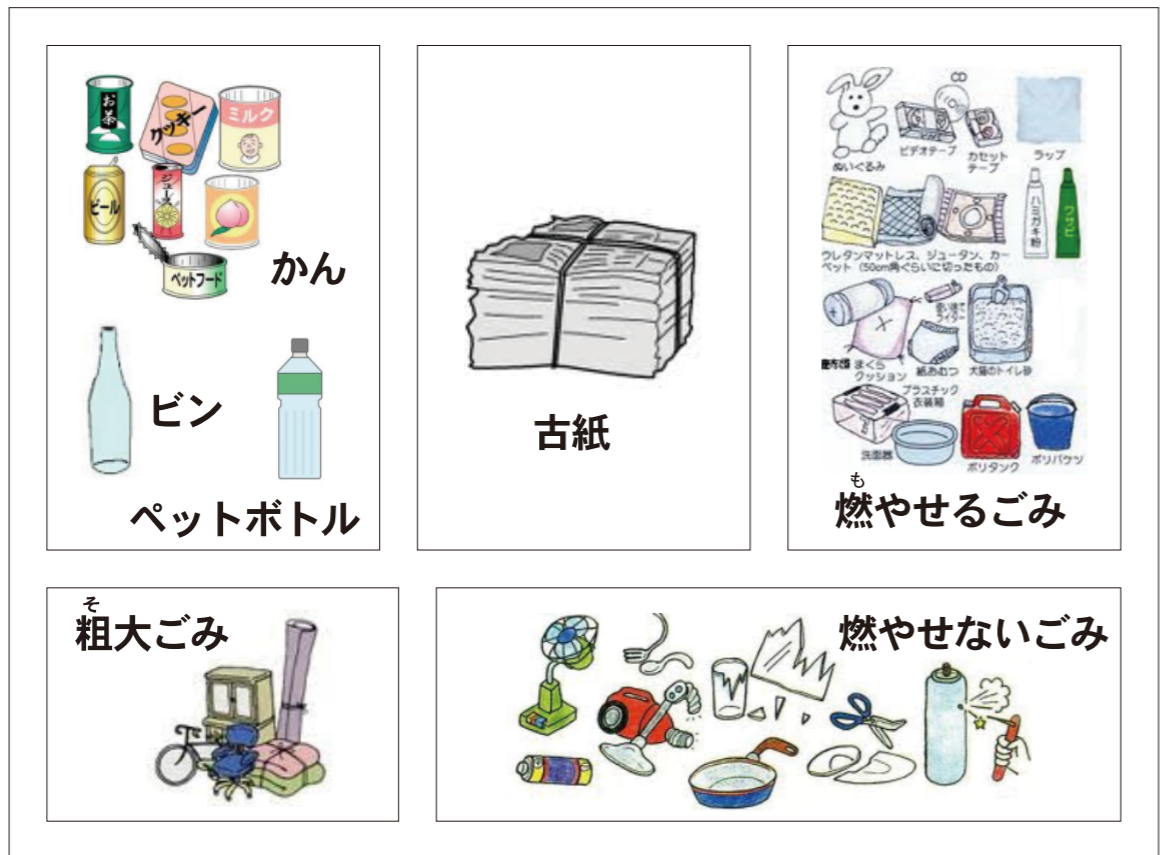 お茶
クッキー
ミルク
ビール
ジュース
ペットフード
かん
ビン
ペットボトル
古紙
CD
ぬいぐるみ
ビデオテープ
カセット
テープ
ラップ
ハミガキ粉
ワサビ
ウレタンマットレス、ジュータン、カー
ペット(50cm角ぐらいに切ったもの)
使い捨て
ライター
座布団
まくら
クッション
紙おむつ
犬猫のトイレ砂
プラスチック
衣装箱
洗面器
ポリタンク
ポリバケツ
も
燃やせるごみ
そ
粗大ごみ
燃やせないごみ